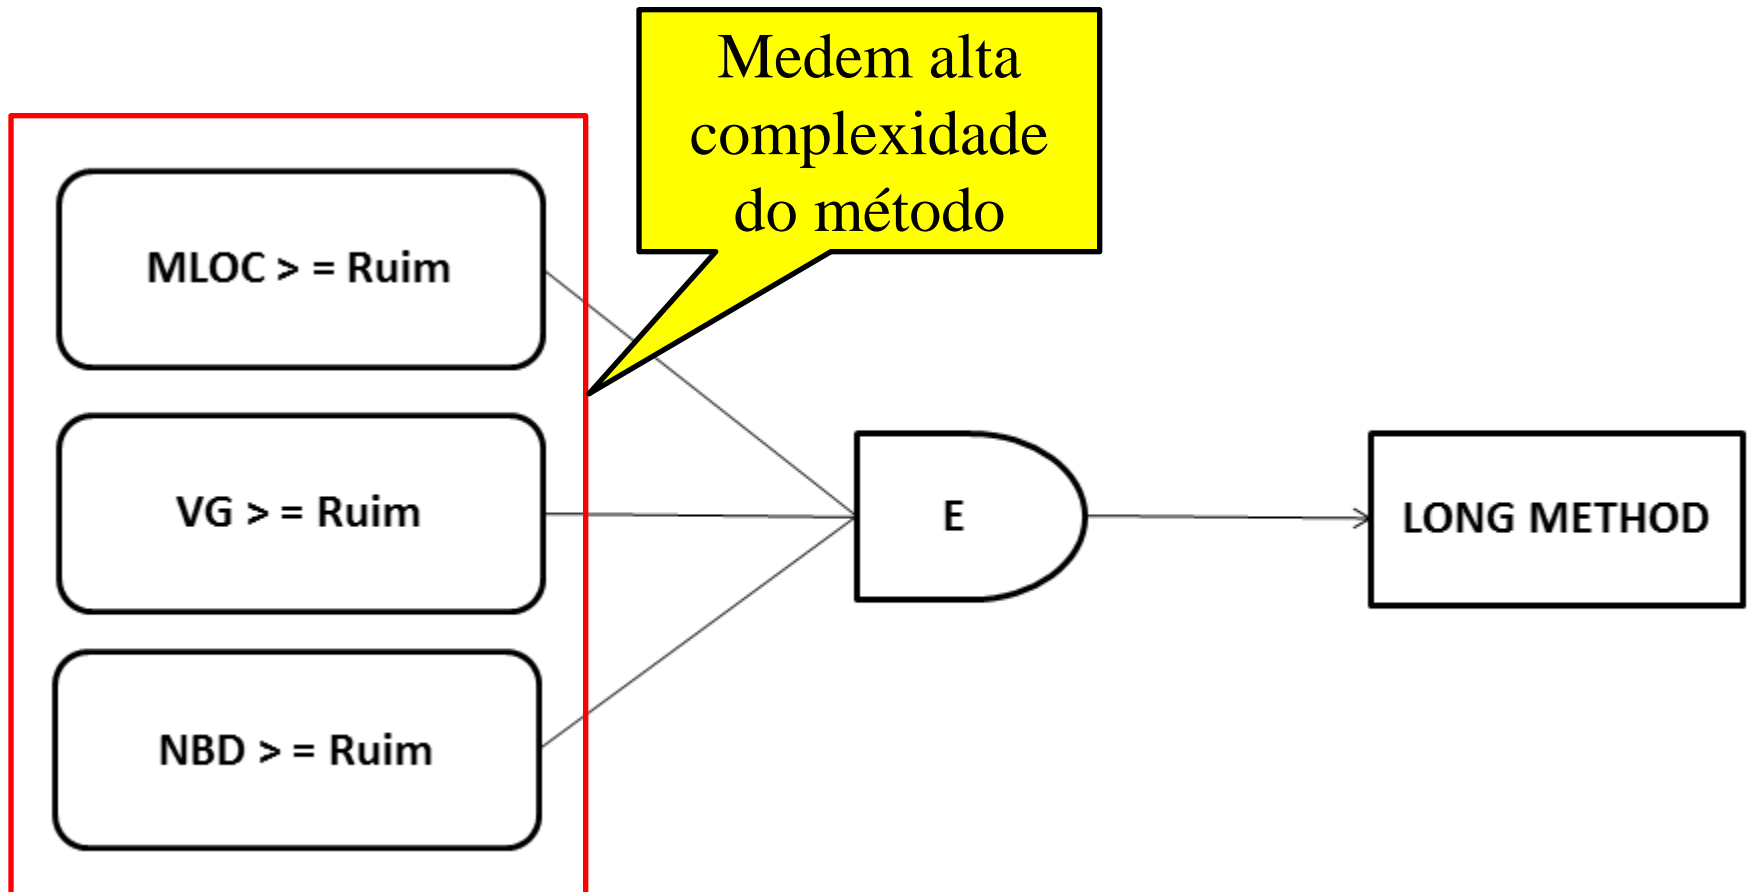 Medem alta
complexidade
do método
MLOC > = Ruim
VG > = Ruim
NBD > = Ruim
E
LONG METHOD